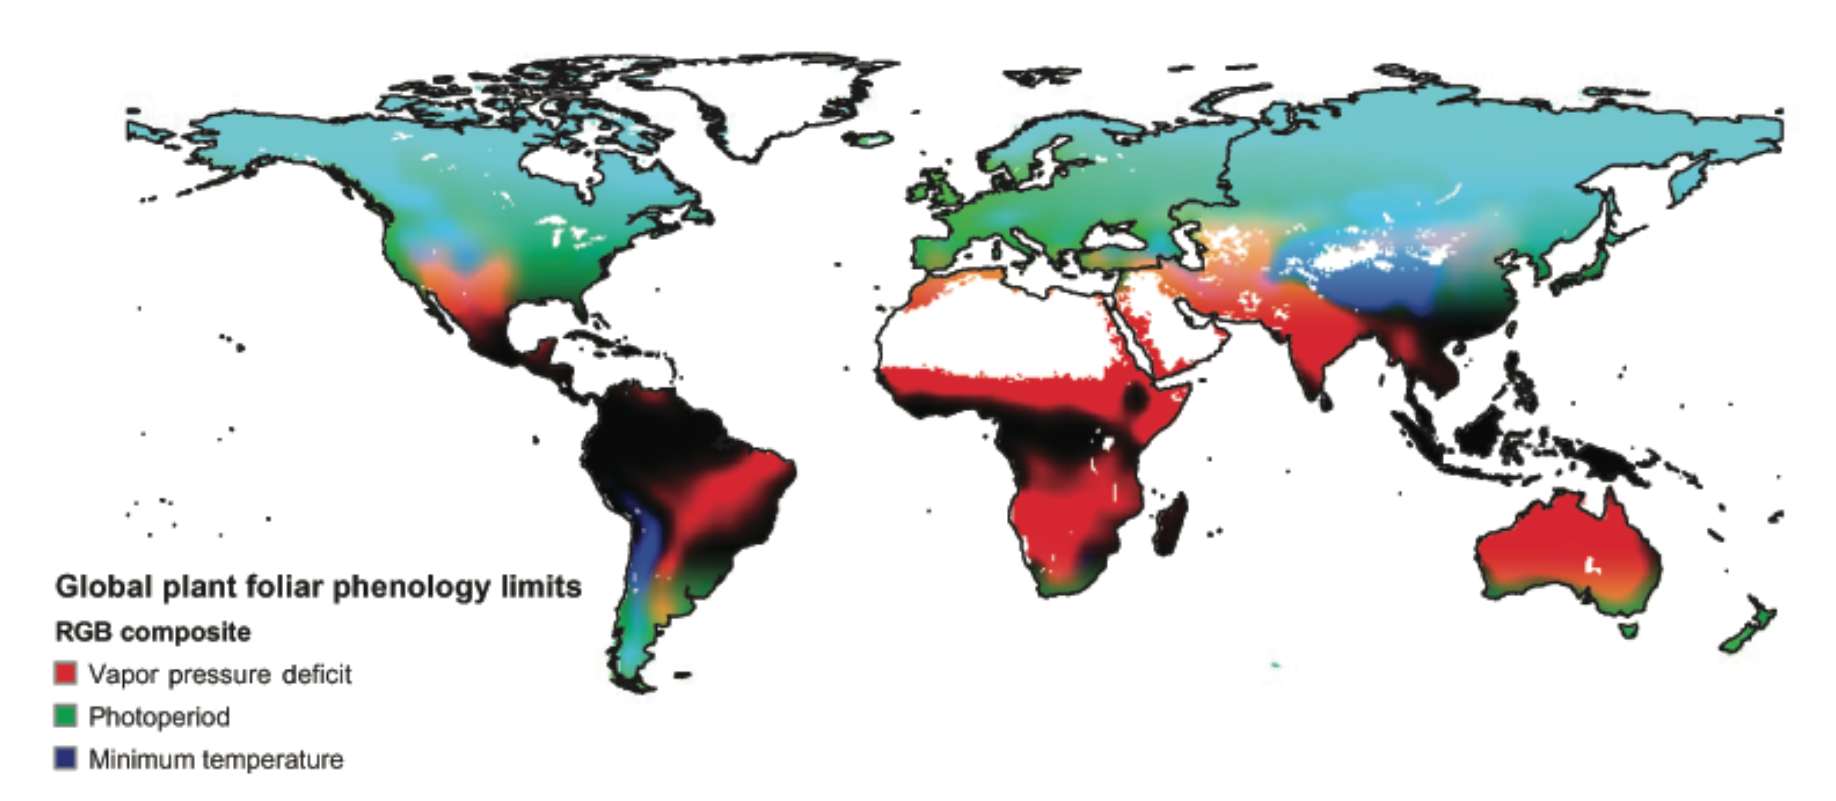 Global plant foliar phenology limits
RGB composite
Vapor pressure deficit
Photoperiod
Minimum temperature